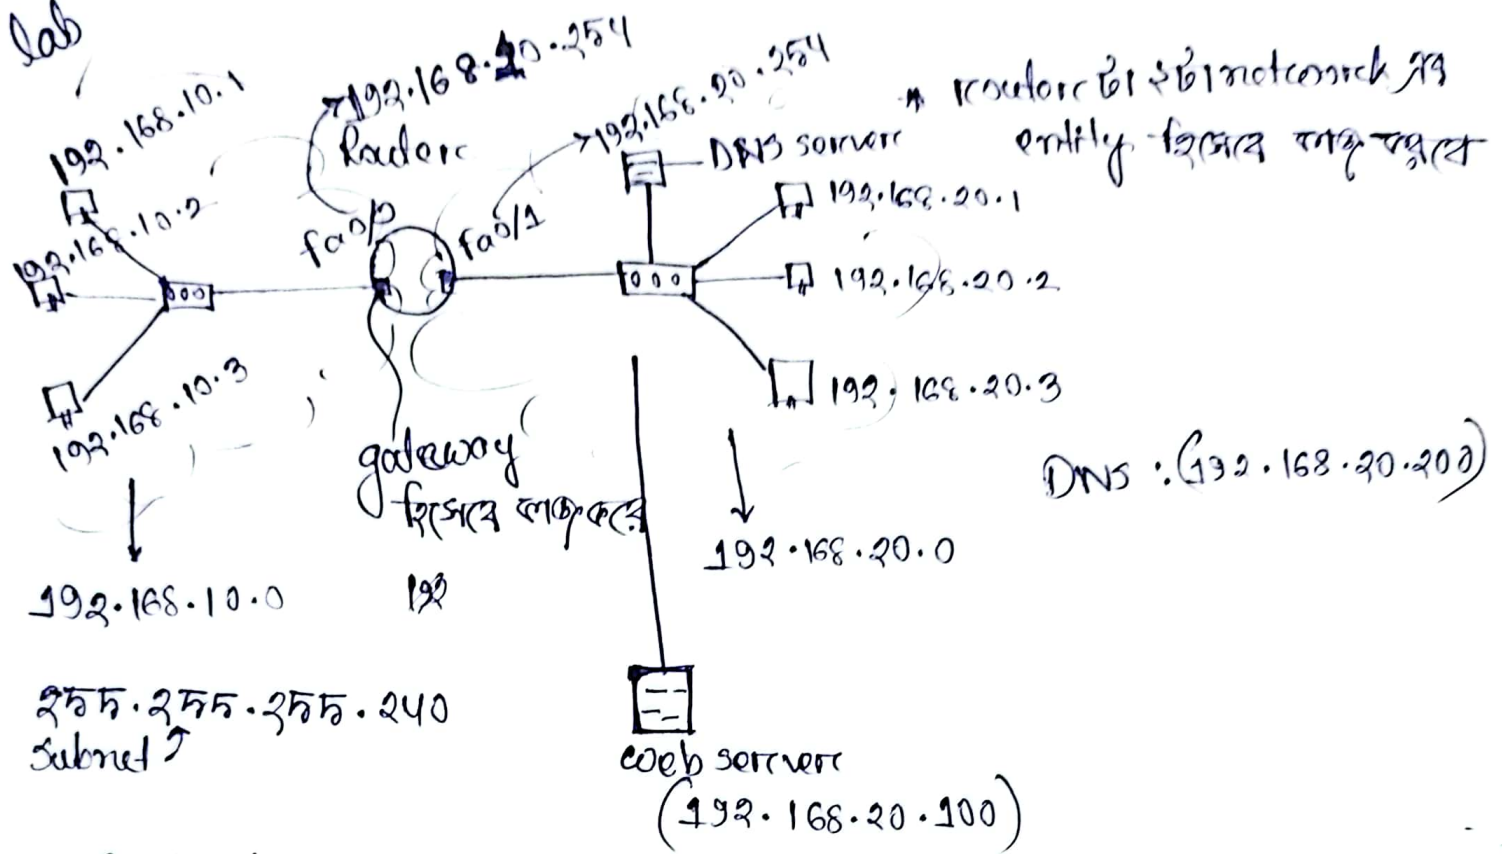 lab
192.168.10.1
192.168.10.2
192.168.10.3
192.168.10.0
255.255.255.240
Subnet ↑
192.168.10.254
Router
fa0/0
fa0/1
192.168.20.254
gateway
হিসেবে কাজ করে
192
DNS server
192.168.20.1
192.168.20.2
192.168.20.3
192.168.20.0
web server
(192.168.20.100)
* router টা ২টা network এর
entity হিসেবে কাজ করবে
DNS : (192.168.20.200)